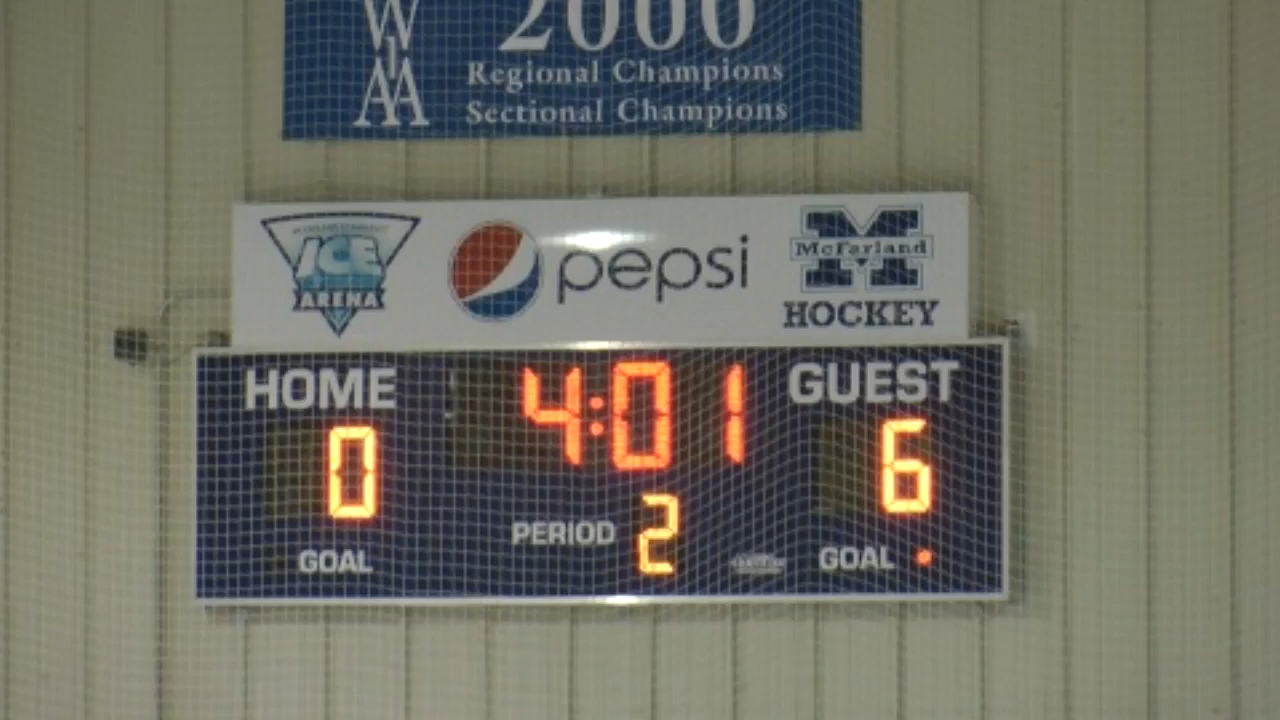 2000
WIAA
Regional Champions
Sectional Champions
ICE
ARENA
pepsi
M
McFarland
HOCKEY
HOME
4:01
GUEST
0
6
PERIOD 2
GOAL
GOAL